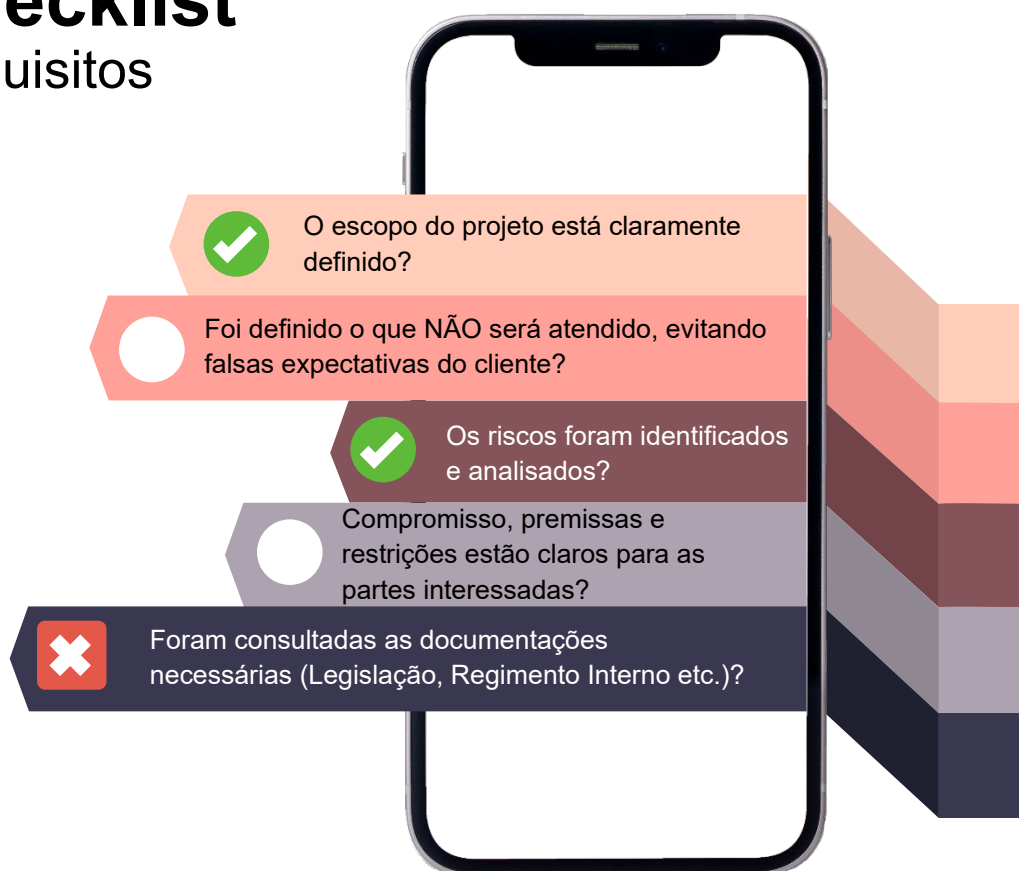 ecklist
uisitos
O escopo do projeto está claramente
definido?
Foi definido o que NÃO será atendido, evitando
falsas expectativas do cliente?
Os riscos foram identificados
e analisados?
Compromisso, premissas e
restrições estão claros para as
partes interessadas?
Foram consultadas as documentações
necessárias (Legislação, Regimento Interno etc.)?